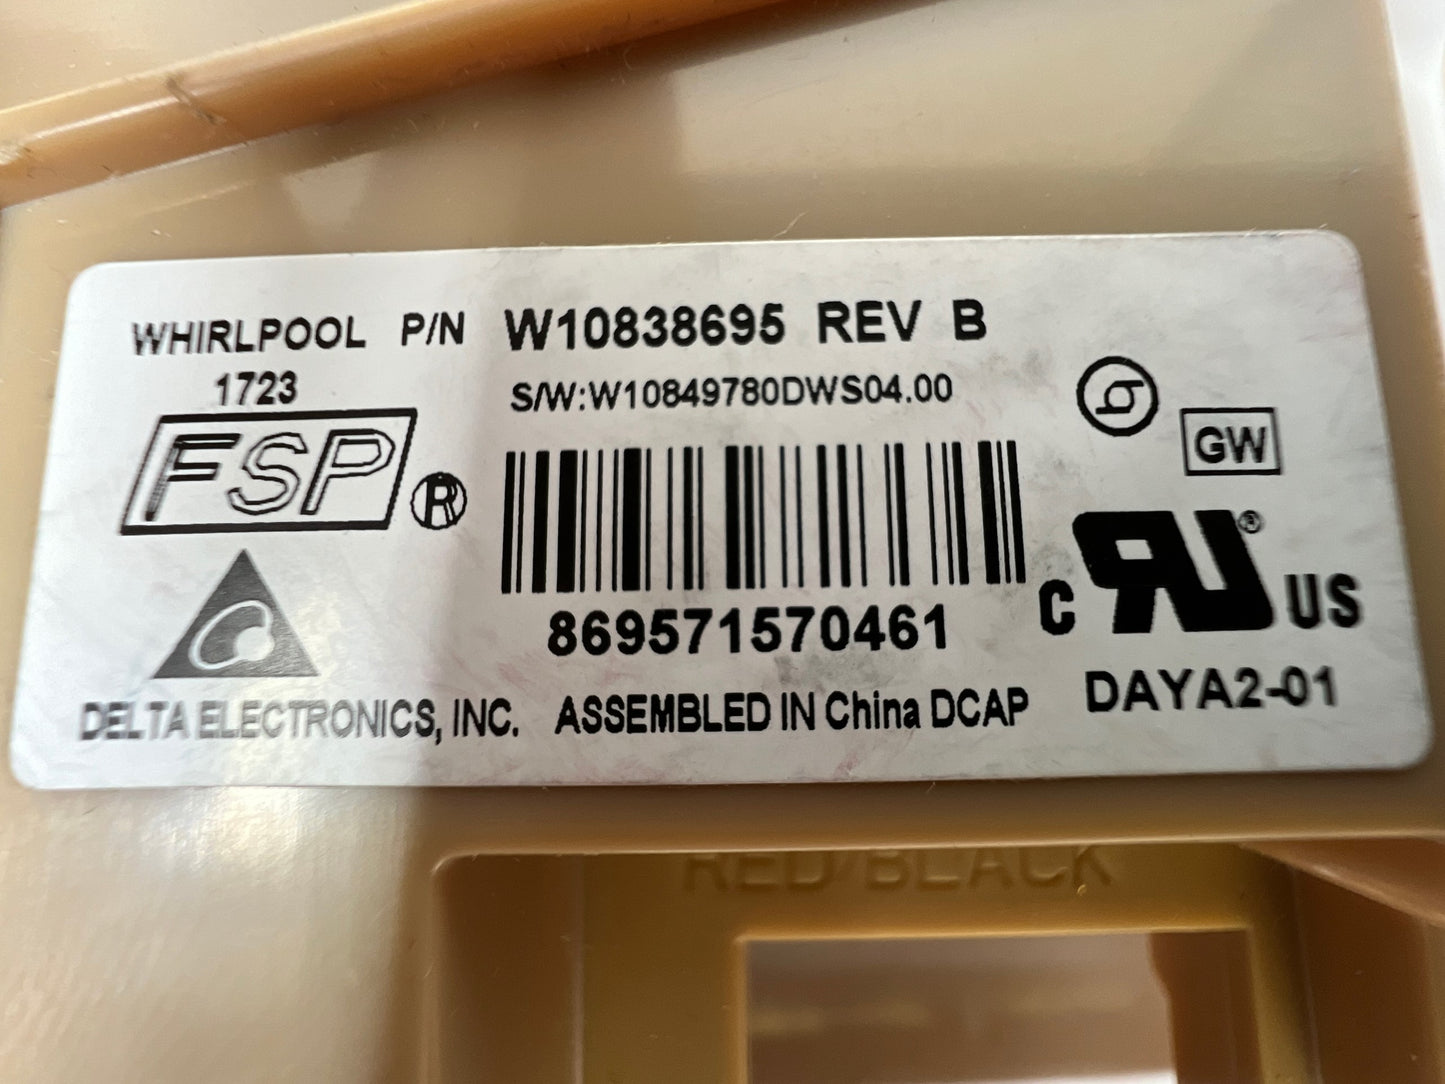 WHIRLPOOL P/N W10838695 REV B
1723 S/W:W10849780DWS04.00
FSP®
GW
869571570461
C RU® US
DELTA ELECTRONICS, INC. ASSEMBLED IN China DCAP DAYA2-01
RED/BLACK